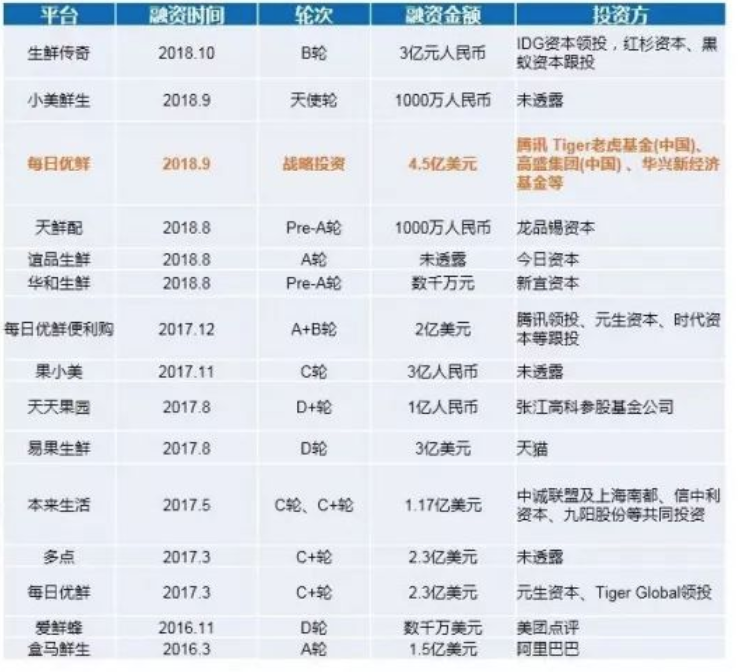 平台 融资时间 轮次 融资金额 投资方
生鲜传奇 2018.10 B轮 3亿元人民币 IDG资本领投，红杉资本、黑
蚁资本跟投
小美鲜生 2018.9 天使轮 1000万人民币 未透露
每日优鲜 2018.9 战略投资 4.5亿美元 腾讯 Tiger老虎基金(中国)、
高盛集团(中国) 、华兴新经济
基金等
天鲜配 2018.8 Pre-A轮 1000万人民币 龙品锡资本
谊品生鲜 2018.8 A轮 未透露 今日资本
华和生鲜 2018.8 Pre-A轮 数千万元 新宜资本
每日优鲜便利购 2017.12 A+B轮 2亿美元 腾讯领投、元生资本、时代资
本等跟投
果小美 2017.11 C轮 3亿人民币 未透露
天天果园 2017.8 D+轮 1亿人民币 张江高科参股基金公司
易果生鲜 2017.8 D轮 3亿美元 天猫
本来生活 2017.5 C轮、C+轮 1.17亿美元 中诚联盟及上海南都、信中利
资本、九阳股份等共同投资
多点 2017.3 C+轮 2.3亿美元 未透露
每日优鲜 2017.3 C+轮 2.3亿美元 元生资本、Tiger Global领投
爱鲜蜂 2016.11 D轮 数千万美元 美团点评
盒马鲜生 2016.3 A轮 1.5亿美元 阿里巴巴